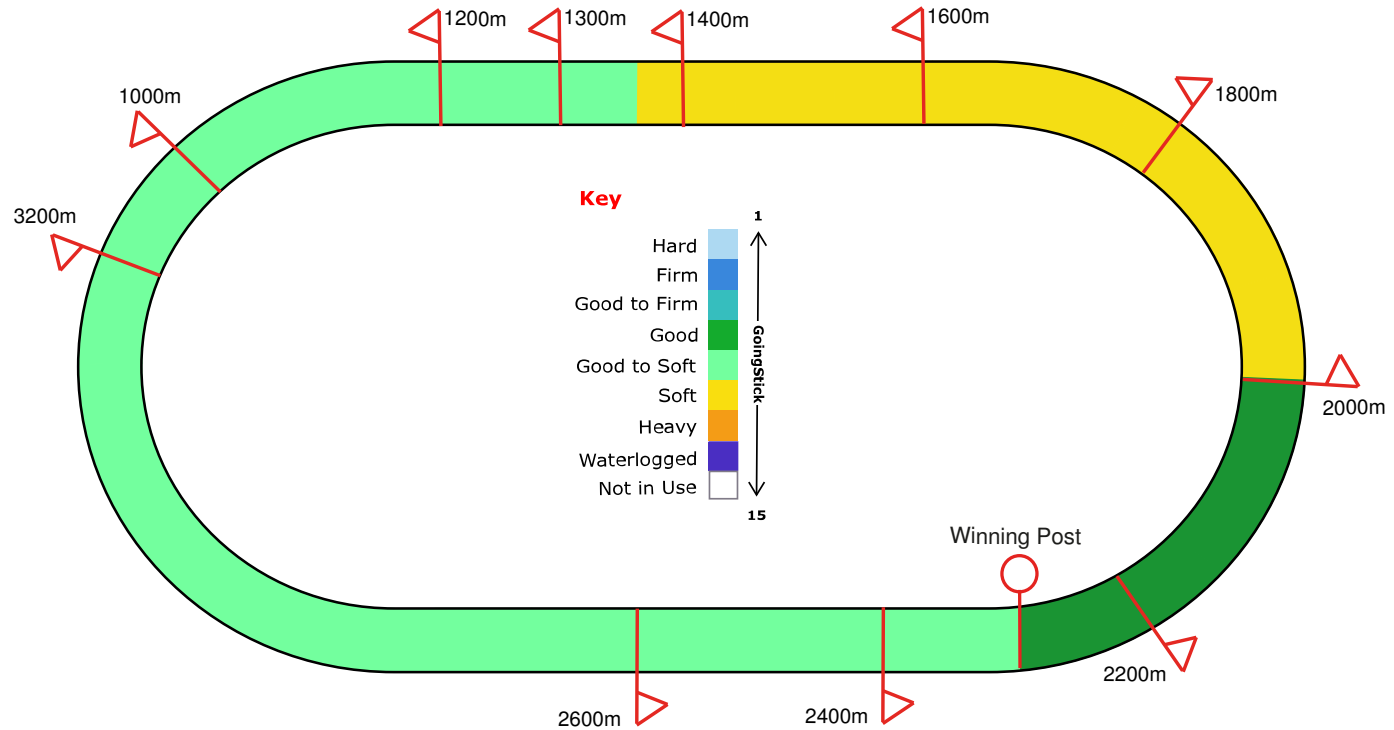 1200m
1300m
1400m
1600m
1000m
1800m
3200m
Key
1
Hard
Firm
Good to Firm
Good
Good to Soft
Soft
Heavy
Waterlogged
Not in Use
GoingStick
15
2000m
Winning Post
2200m
2600m
2400m